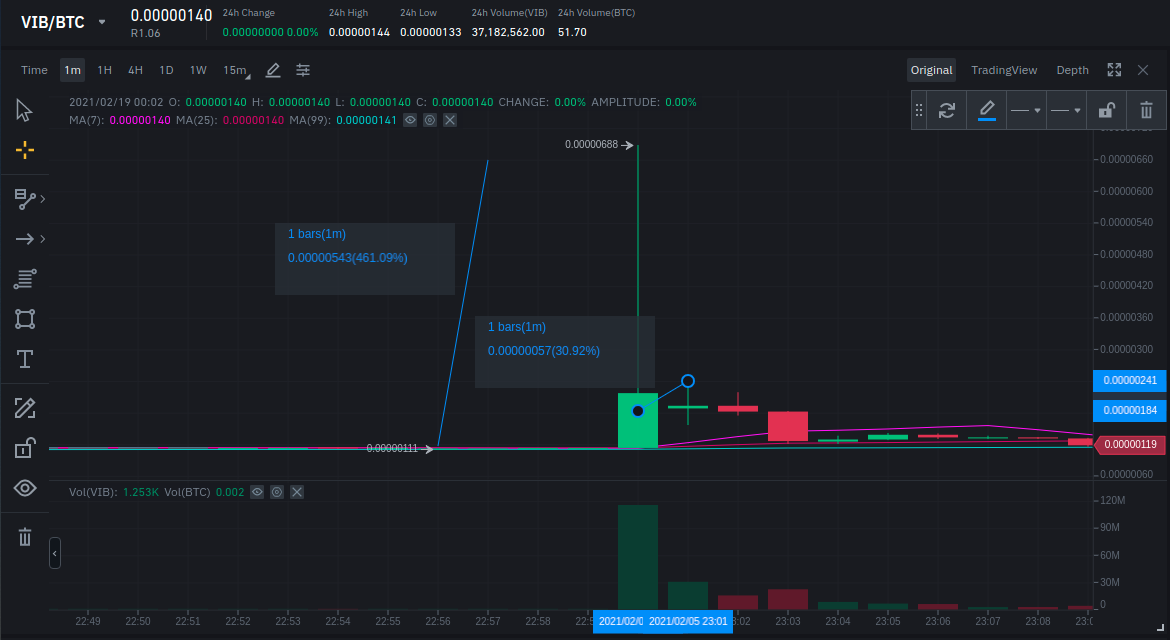 VIB/BTC
0.00000140
R1.06
24h Change
0.00000000 0.00%
24h High
0.00000144
24h Low
0.00000133
24h Volume(VIB)
37,182,562.00
24h Volume(BTC)
51.70
Time 1m 1H 4H 1D 1W 15m
Original TradingView Depth
2021/02/19 00:02 O: 0.00000140 H: 0.00000140 L: 0.00000140 C: 0.00000140 CHANGE: 0.00% AMPLITUDE: 0.00%
MA(7): 0.00000140 MA(25): 0.00000140 MA(99): 0.00000141
0.00000688
0.00000660
0.00000600
0.00000540
0.00000480
0.00000420
0.00000360
0.00000300
0.00000241
0.00000184
0.00000119
0.00000060
1 bars(1m)
0.00000543(461.09%)
1 bars(1m)
0.00000057(30.92%)
0.00000111
Vol(VIB): 1.253K Vol(BTC) 0.002
120M
90M
60M
30M
0
22:49 22:50 22:51 22:52 22:53 22:54 22:55 22:56 22:57 22:58 2021/02/0 2021/02/05 23:01 23:03 23:04 23:05 23:06 23:07 23:08